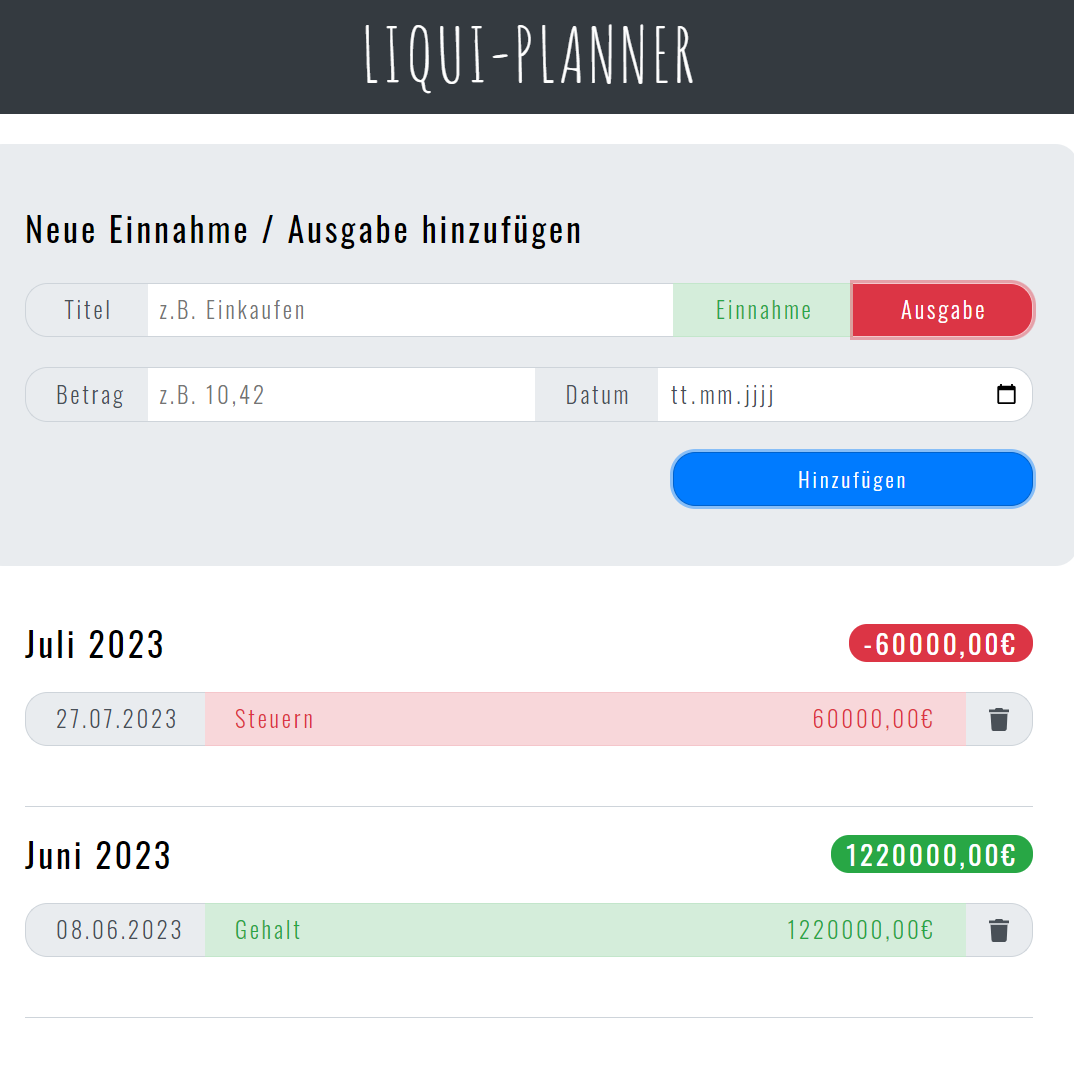 LIQUI-PLANNER
Neue Einnahme / Ausgabe hinzufügen
Titel z.B. Einkaufen Einnahme Ausgabe
Betrag z.B. 10,42 Datum tt.mm.jjjj
Hinzufügen
Juli 2023 -60000,00€
27.07.2023 Steuern 60000,00€
Juni 2023 1220000,00€
08.06.2023 Gehalt 1220000,00€